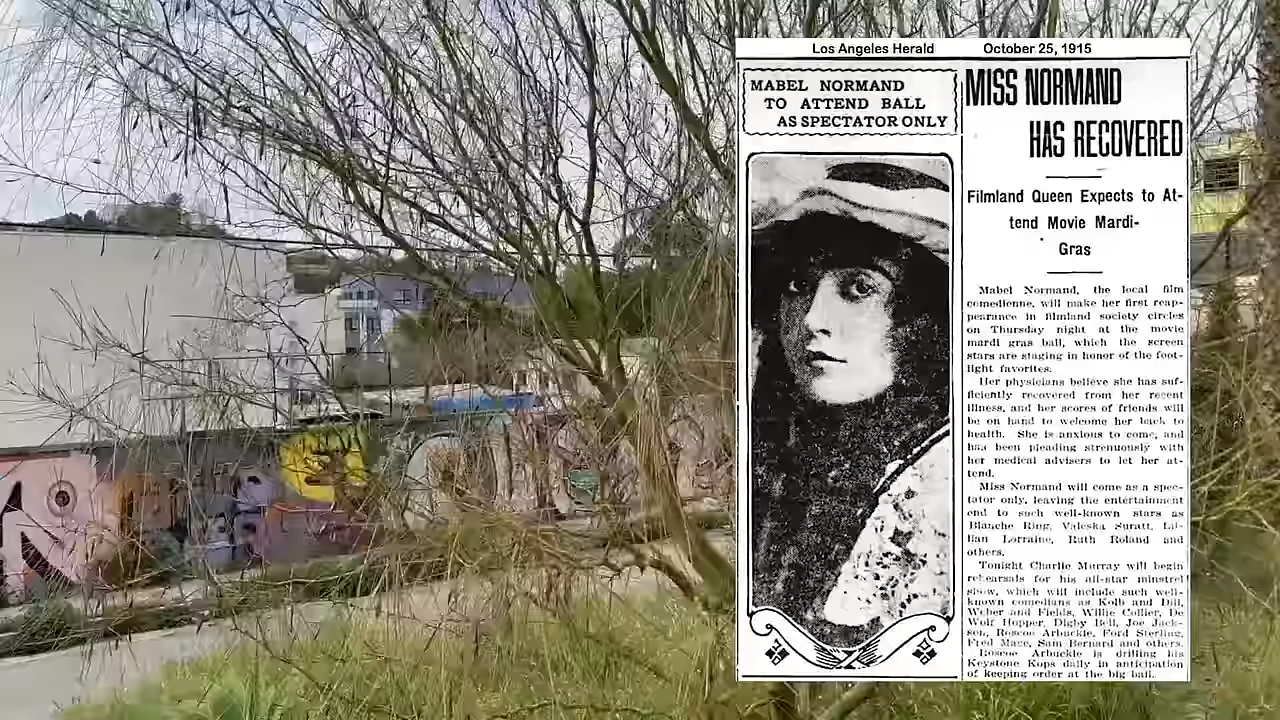 Los Angeles Herald October 25, 1915
MABEL NORMAND
TO ATTEND BALL
AS SPECTATOR ONLY
MISS NORMAND
HAS RECOVERED
Filmland Queen Expects to At-
tend Movie Mardi-
Gras
Mabel Normand, the local film
comedienne, will make her first reap-
pearance in filmland society circles
on Thursday night at the movie
mardi gras ball, which the screen
stars are staging in honor of the foot-
light favorites.
Her physicians believe she has suf-
ficiently recovered from her recent
illness, and her scores of friends will
be on hand to welcome her back to
health. She is anxious to come, and
has been pleading strenuously with
her medical advisers to let her at-
tend.
Miss Normand will come as a spec-
tator only, leaving the entertainment
end to such well-known stars as
Blanche Ring, Valeska Suratt, Lil-
lian Lorraine, Ruth Roland and
others.
Tonight Charlie Murray will begin
rehearsals for his all-star minstrel
show, which will include such well-
known comedians as Kolb and Dill,
Weber and Fields, Willie Collier, De
Wolf Hopper, Digby Bell, Joe Jack-
son, Roscoe Arbuckle, Ford Sterling,
Fred Mace, Sam Bernard and others.
Roscoe Arbuckle is drilling his
Keystone Kops daily in anticipation
of keeping order at the big ball.